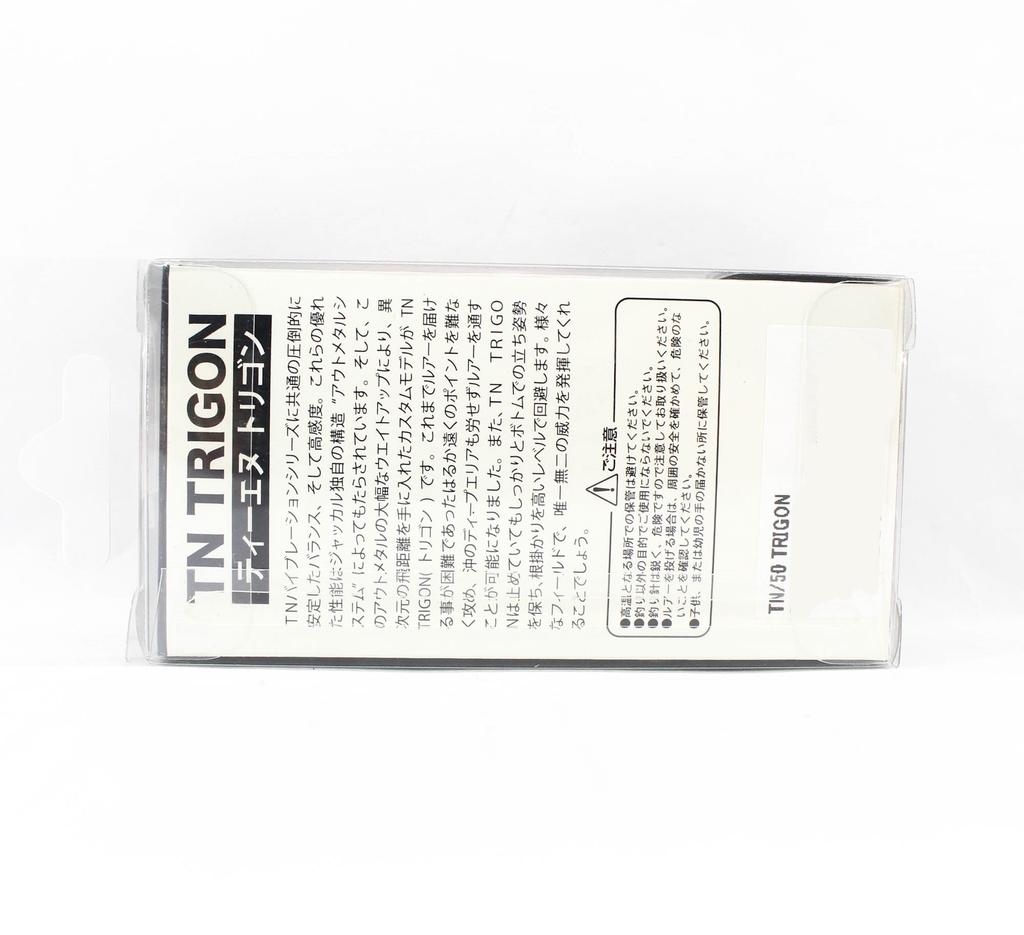 TN TRIGON
ティーエヌ トリゴン
TNバイブレーションシリーズに共通の圧倒的に
安定したバランス、そして高感度。これらの優れ
た性能はジャッカル独自の構造 "アウトメタルシ
ステム" によってもたらされています。そして、こ
のアウトメタルの大幅なウエイトアップにより、異
次元の飛距離を手に入れたカスタムモデルが TN
TRIGON( トリゴン ) です。これまでルアーを届け
る事が困難であったはるか遠くのポイントを難な
く攻め、沖のディープエリアも労せずルアーを通す
ことが可能になりました。また、TN TRIGO
Nは止めていてもしっかりとボトムでの立ち姿勢
を保ち、根掛かりを高いレベルで回避します。様々
なフィールドで、唯一無二の威力を発揮してくれ
ることでしょう。
ご注意
●高温となる場所での保管は避けてください。
●釣り以外の目的でご使用にならないでください。
●釣り針は鋭く、危険ですので注意してお取り扱いください。
●ルアーを投げる場合は、周囲の安全を確かめて、危険のな
いことを確認してください。
●子供、または幼児の手の届かない所に保管してください。
TN/50 TRIGON